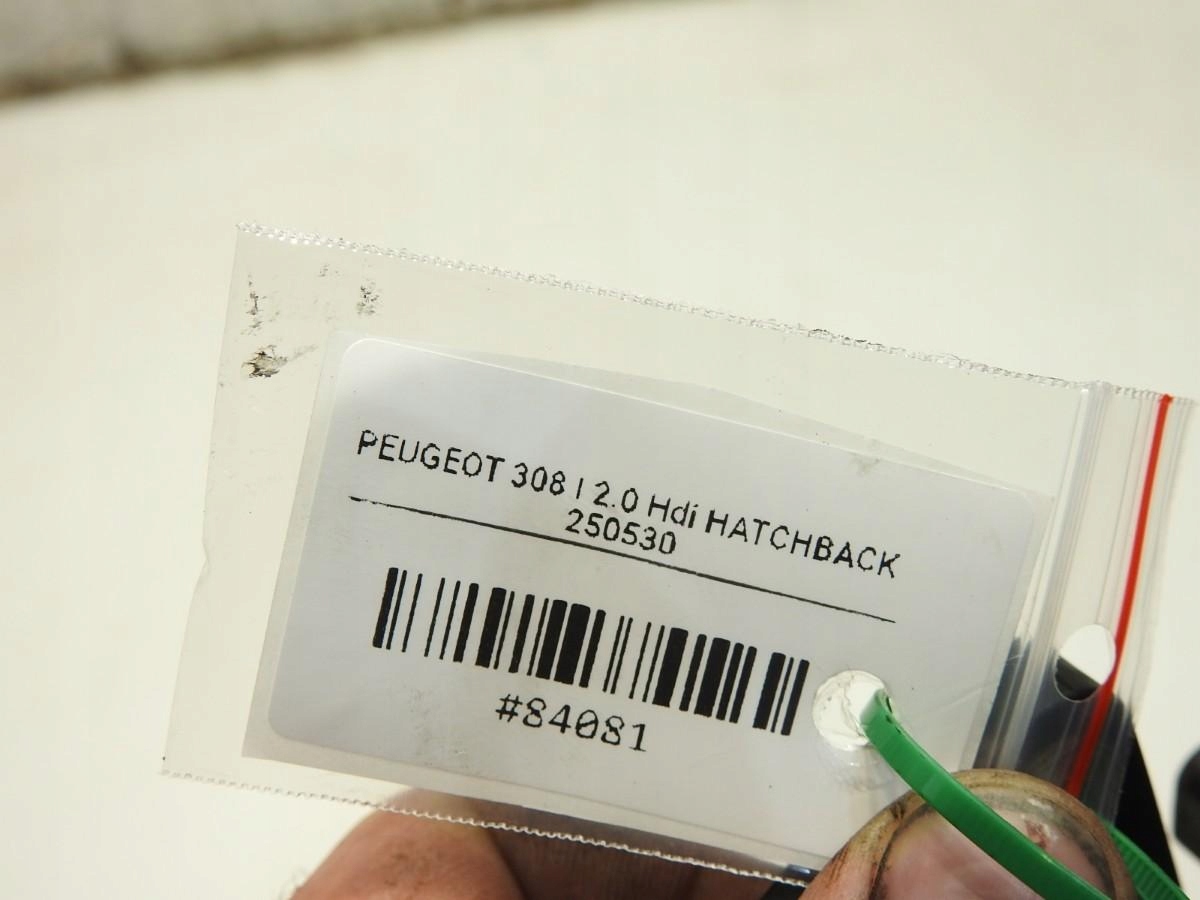 PEUGEOT 308 I 2.0 Hdi HATCHBACK
250530
#84081